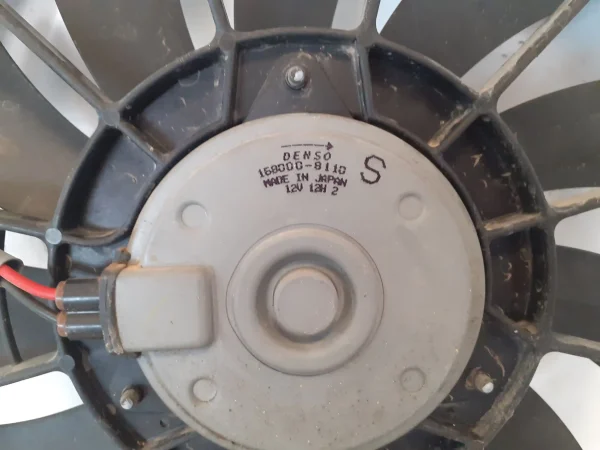 DENSO
168000-8110
MADE IN JAPAN
12V 12H 2
S